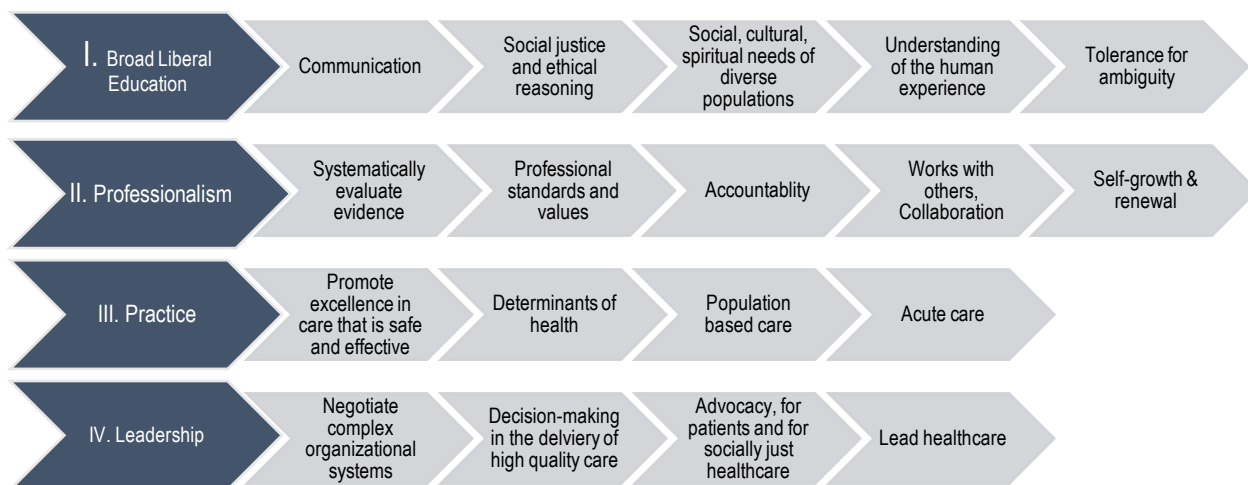 I. Broad Liberal
Education
Communication
Social justice
and ethical
reasoning
Social, cultural,
spiritual needs of
diverse
populations
Understanding
of the human
experience
Tolerance for
ambiguity
II. Professionalism
Systematically
evaluate
evidence
Professional
standards and
values
Accountablity
Works with
others,
Collaboration
Self-growth &
renewal
III. Practice
Promote
excellence in
care that is safe
and effective
Determinants of
health
Population
based care
Acute care
IV. Leadership
Negotiate
complex
organizational
systems
Decision-making
in the delviery of
high quality care
Advocacy, for
patients and for
socially just
healthcare
Lead healthcare